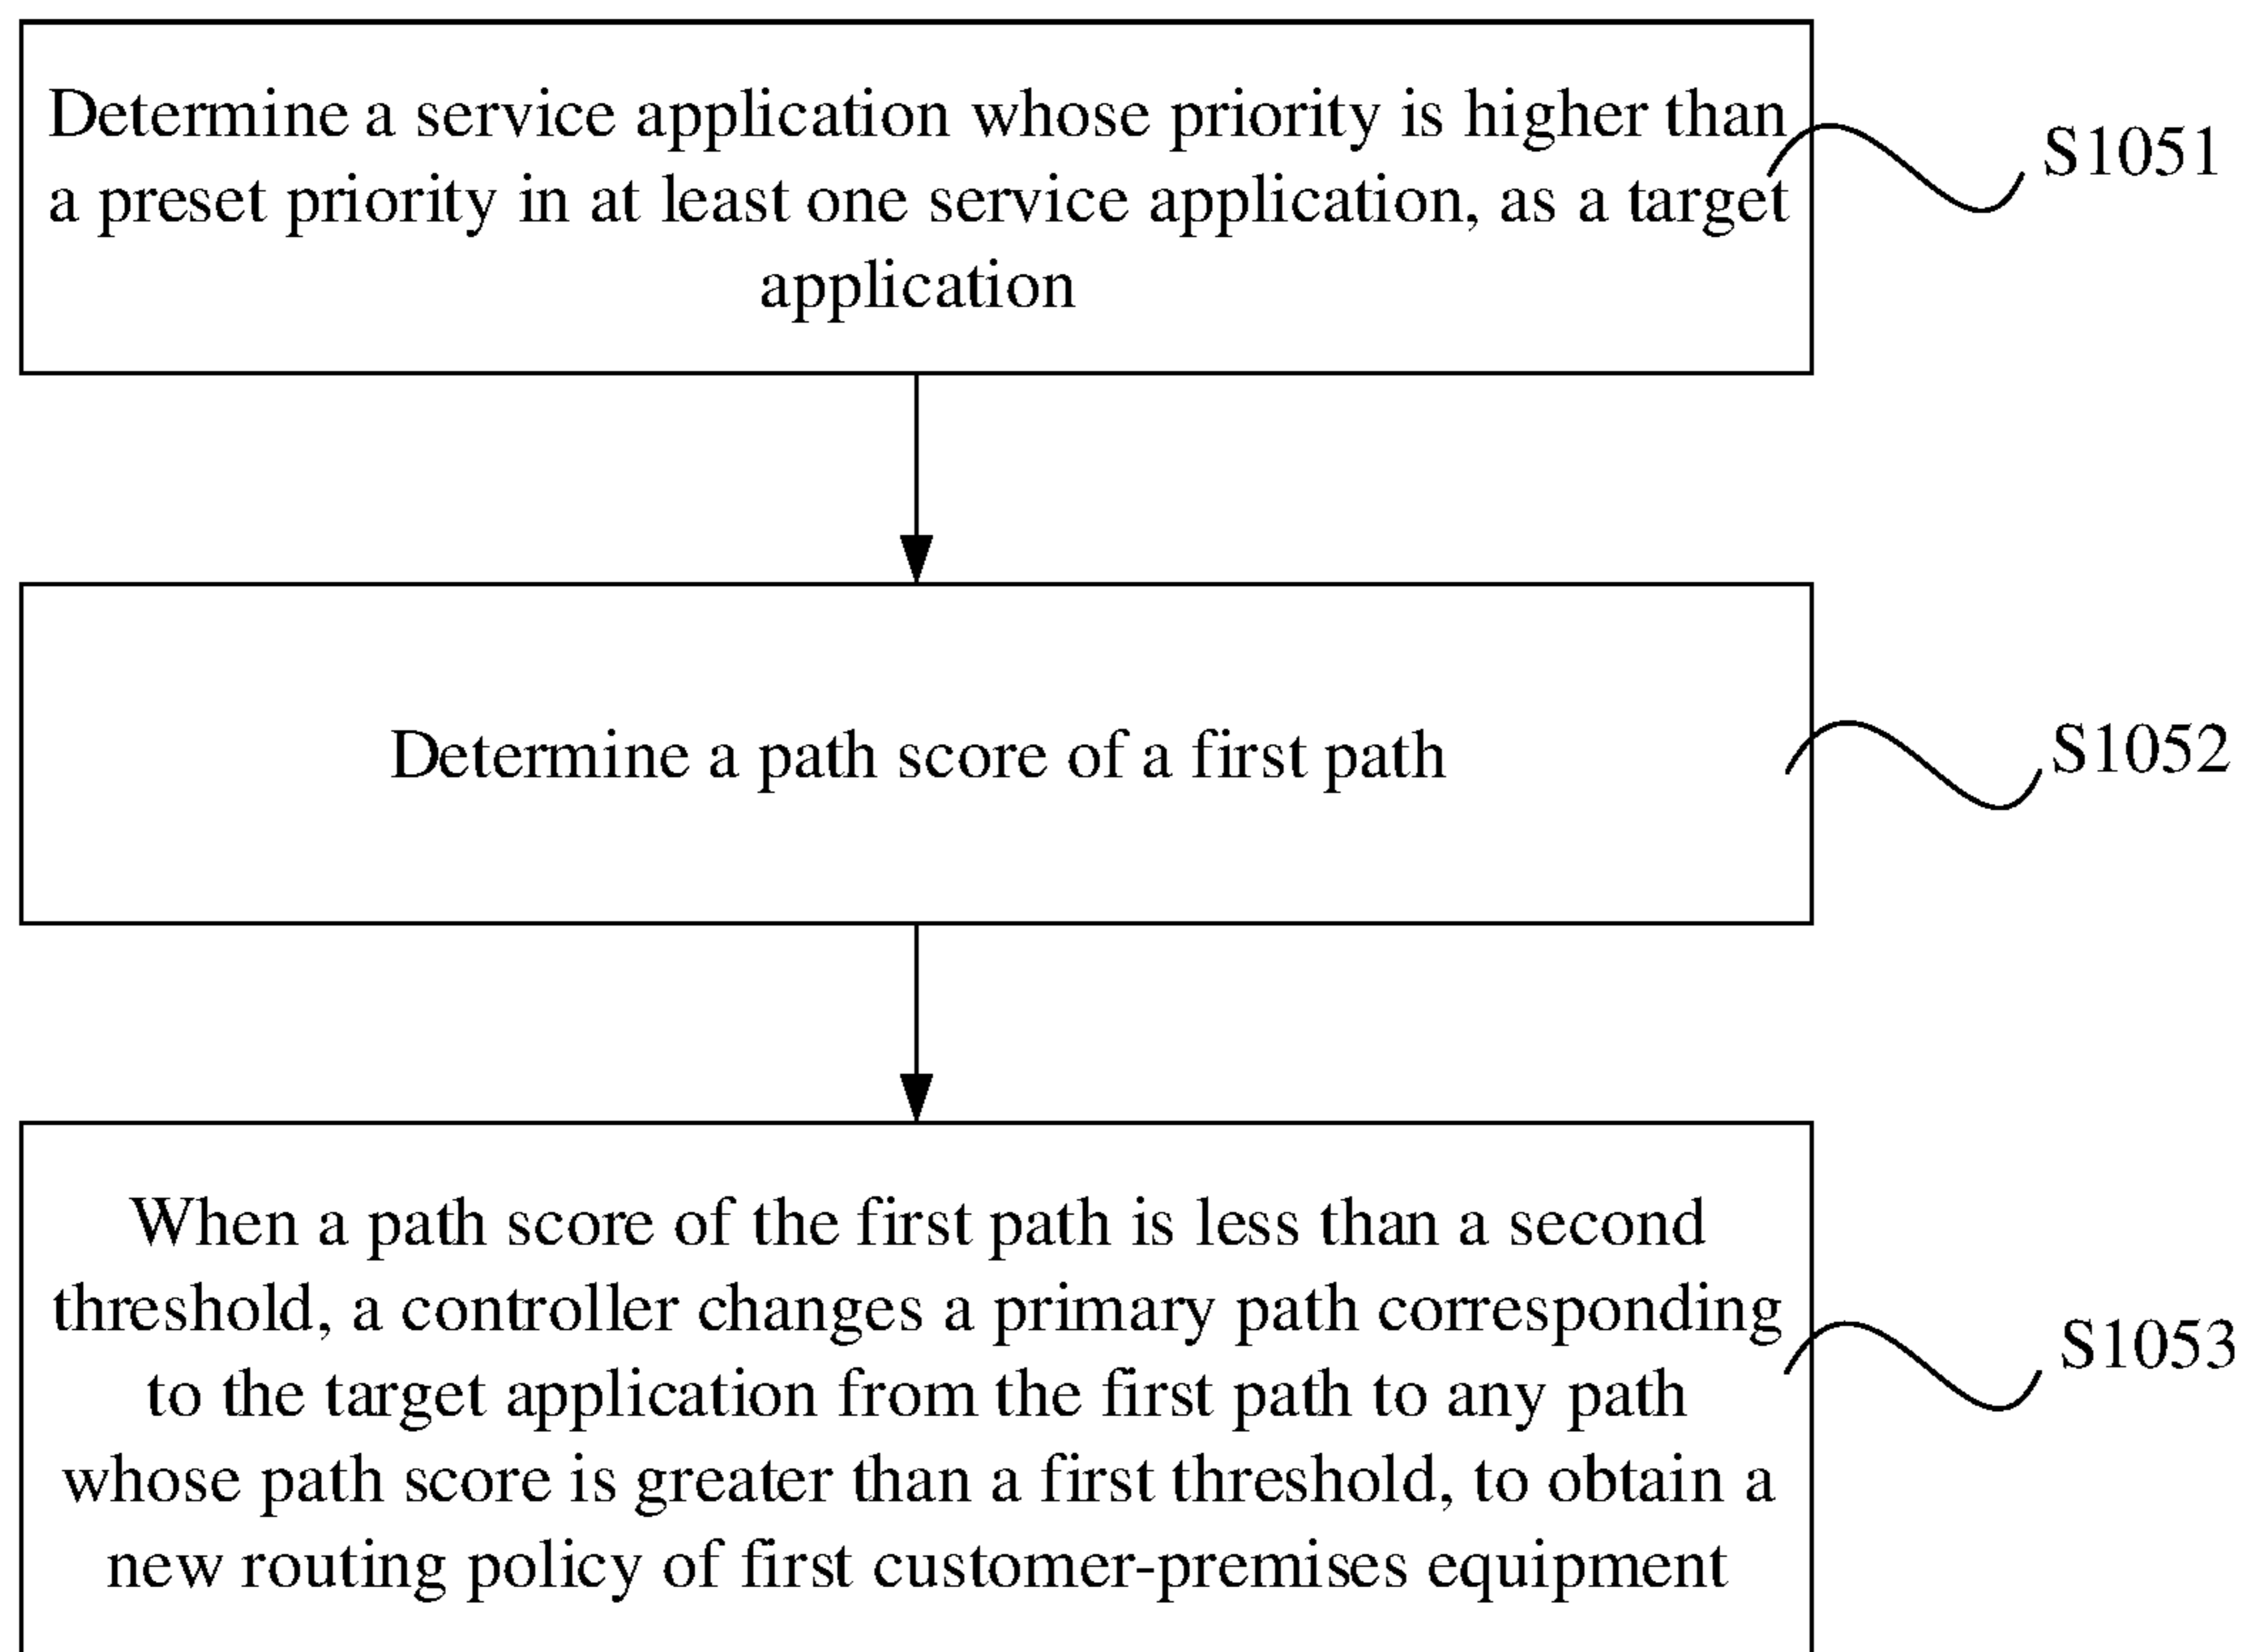 Determine a service application whose priority is higher than
a preset priority in at least one service application, as a target
application
S1051
Determine a path score of a first path
S1052
When a path score of the first path is less than a second
threshold, a controller changes a primary path corresponding
to the target application from the first path to any path
whose path score is greater than a first threshold, to obtain a
new routing policy of first customer-premises equipment
S1053